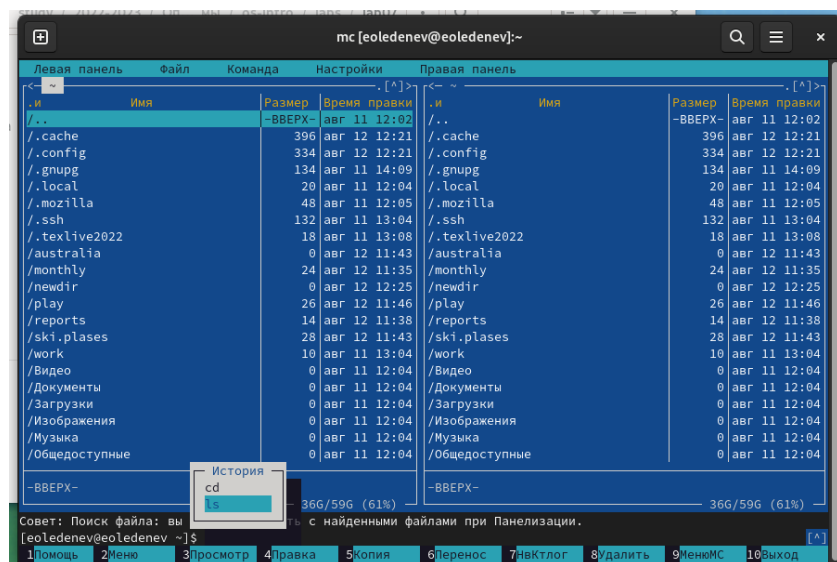 mc [eoledenev@eoledenev]:~
Левая панель Файл Команда Настройки Правая панель
<- ~ .[^]>
.и Имя Размер Время правки
/.. -ВВЕРХ- авг 11 12:02
/.cache 396 авг 12 12:21
/.config 334 авг 12 12:21
/.gnupg 134 авг 11 14:09
/.local 20 авг 11 12:04
/.mozilla 48 авг 11 12:05
/.ssh 132 авг 11 13:04
/.texlive2022 18 авг 11 13:08
/australia 0 авг 12 11:43
/monthly 24 авг 12 11:35
/newdir 0 авг 12 12:25
/play 26 авг 12 11:46
/reports 14 авг 12 11:38
/ski.plases 28 авг 12 11:43
/work 10 авг 11 13:04
/Видео 0 авг 11 12:04
/Документы 0 авг 11 12:04
/Загрузки 0 авг 11 12:04
/Изображения 0 авг 11 12:04
/Музыка 0 авг 11 12:04
/Общедоступные 0 авг 11 12:04
-ВВЕРХ-
36G/59G (61%)
<- ~ .[^]>
.и Имя Размер Время правки
/.. -ВВЕРХ- авг 11 12:02
/.cache 396 авг 12 12:21
/.config 334 авг 12 12:21
/.gnupg 134 авг 11 14:09
/.local 20 авг 11 12:04
/.mozilla 48 авг 11 12:05
/.ssh 132 авг 11 13:04
/.texlive2022 18 авг 11 13:08
/australia 0 авг 12 11:43
/monthly 24 авг 12 11:35
/newdir 0 авг 12 12:25
/play 26 авг 12 11:46
/reports 14 авг 12 11:38
/ski.plases 28 авг 12 11:43
/work 10 авг 11 13:04
/Видео 0 авг 11 12:04
/Документы 0 авг 11 12:04
/Загрузки 0 авг 11 12:04
/Изображения 0 авг 11 12:04
/Музыка 0 авг 11 12:04
/Общедоступные 0 авг 11 12:04
-ВВЕРХ-
36G/59G (61%)
История
cd
ls
Совет: Поиск файла: вы с найденными файлами при Панелизации.
[eoledenev@eoledenev ~]$ [^]
1Помощь 2Меню 3Просмотр 4Правка 5Копия 6Перенос 7НвКтлог 8Удалить 9МенюМС 10Выход